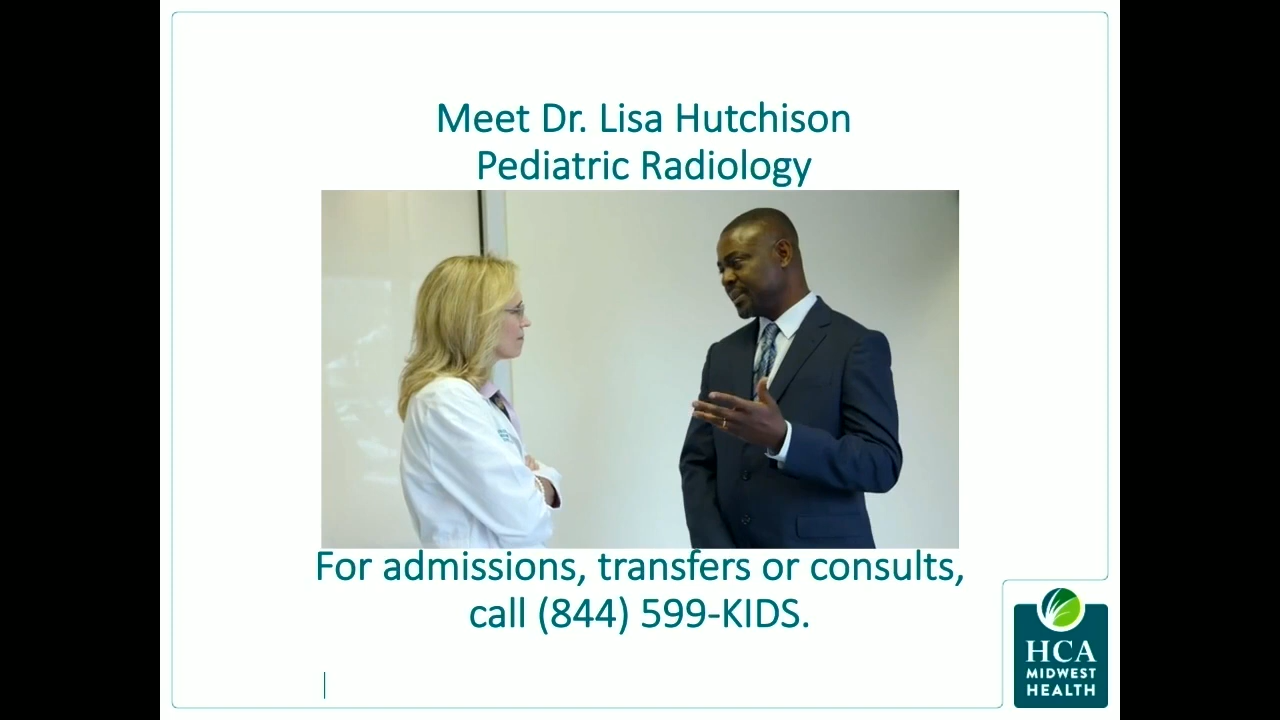 Meet Dr. Lisa Hutchison
Pediatric Radiology
For admissions, transfers or consults,
call (844) 599-KIDS.
HCA
MIDWEST
HEALTH